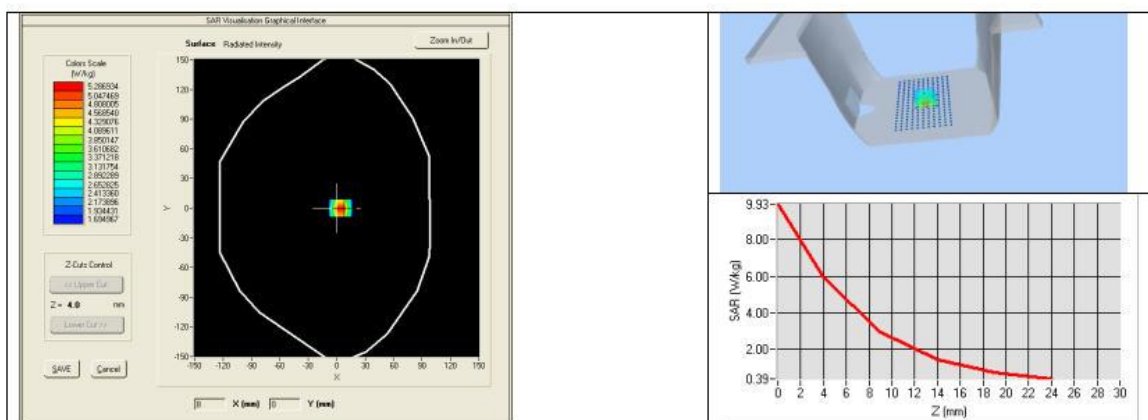 SAR Visualisation Graphical Interface
Surface Radiated Intensity
Zoom In/Out
Colors Scale
(W/kg)
5.286934
5.047469
4.808005
4.568540
4.329076
4.089611
3.850147
3.610682
3.371218
3.131754
2.892289
2.652825
2.413360
2.173896
1.934431
1.694967
Z-Cuts Control
<< Upper Cut
Z = 4.0 mm
Lower Cut >>
SAVE Cancel
150
120
90
60
30
0
-30
-60
-90
-120
-150
Y
-150 -120 -90 -60 -30 0 30 60 90 120 150
X
8 X (mm) 0 Y (mm)
9.93
8.00
6.00
4.00
2.00
0.39
SAR (W/kg)
0 2 4 6 8 10 12 14 16 18 20 22 24 26 28 30
Z (mm)